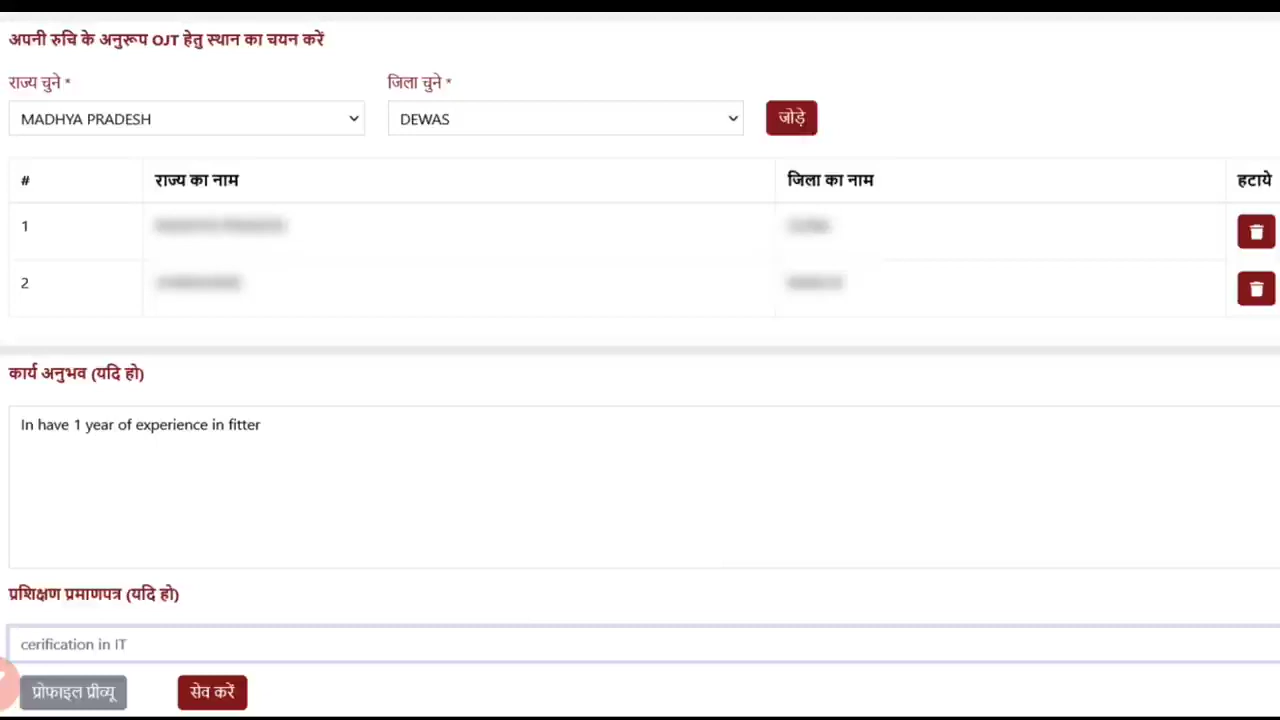 अपनी रुचि के अनुरूप OJT हेतु स्थान का चयन करें
राज्य चुने * जिला चुने *
MADHYA PRADESH DEWAS जोड़े
# राज्य का नाम जिला का नाम हटाये
1
2
कार्य अनुभव (यदि हो)
In have 1 year of experience in fitter
प्रशिक्षण प्रमाणपत्र (यदि हो)
cerification in IT
प्रोफाइल प्रीव्यू सेव करें